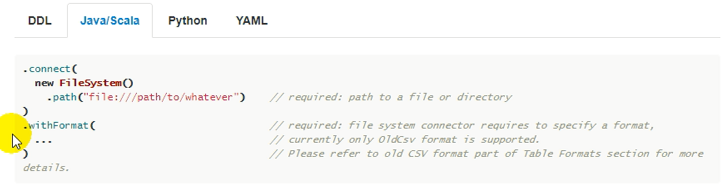 DDL Java/Scala Python YAML
.connect(
  new FileSystem()
    .path("file:///path/to/whatever")    // required: path to a file or directory
)
.withFormat(                             // required: file system connector requires to specify a format,
  ...                                    // currently only OldCsv format is supported.
)                                        // Please refer to old CSV format part of Table Formats section for more
details.